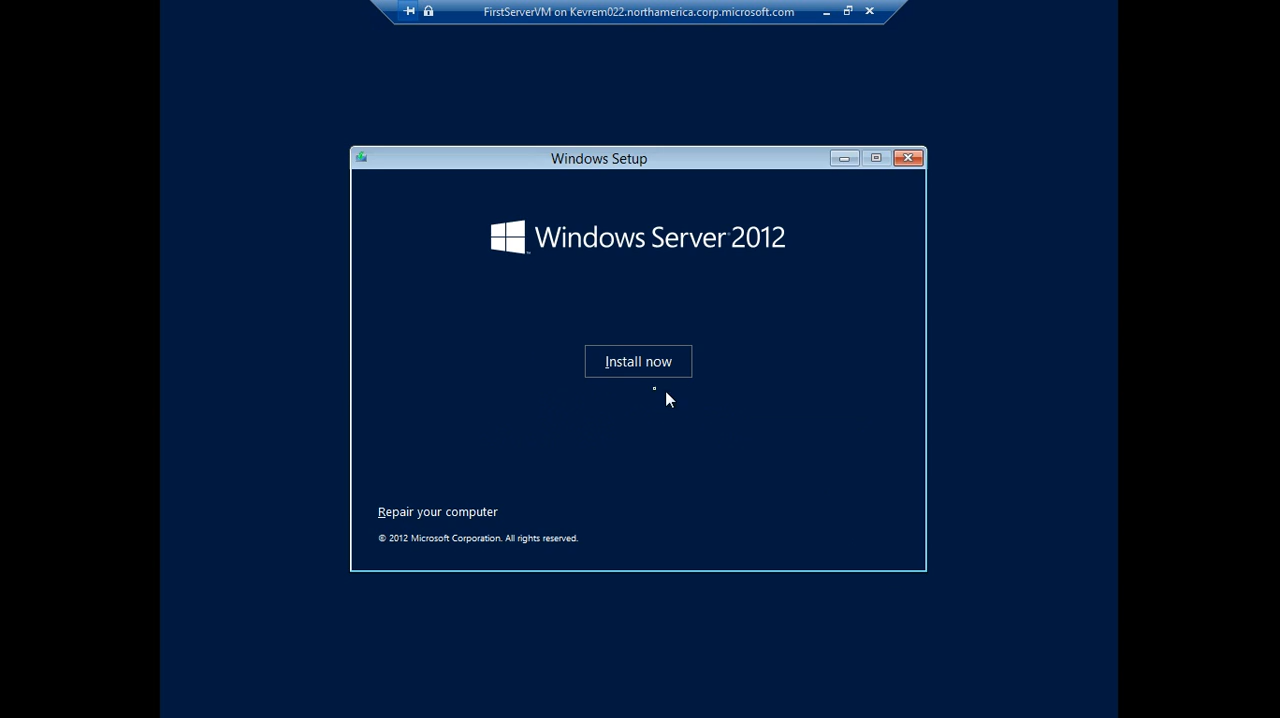 FirstServerVM on Kevrem022.northamerica.corp.microsoft.com
Windows Setup
Windows Server 2012
Install now
Repair your computer
© 2012 Microsoft Corporation. All rights reserved.